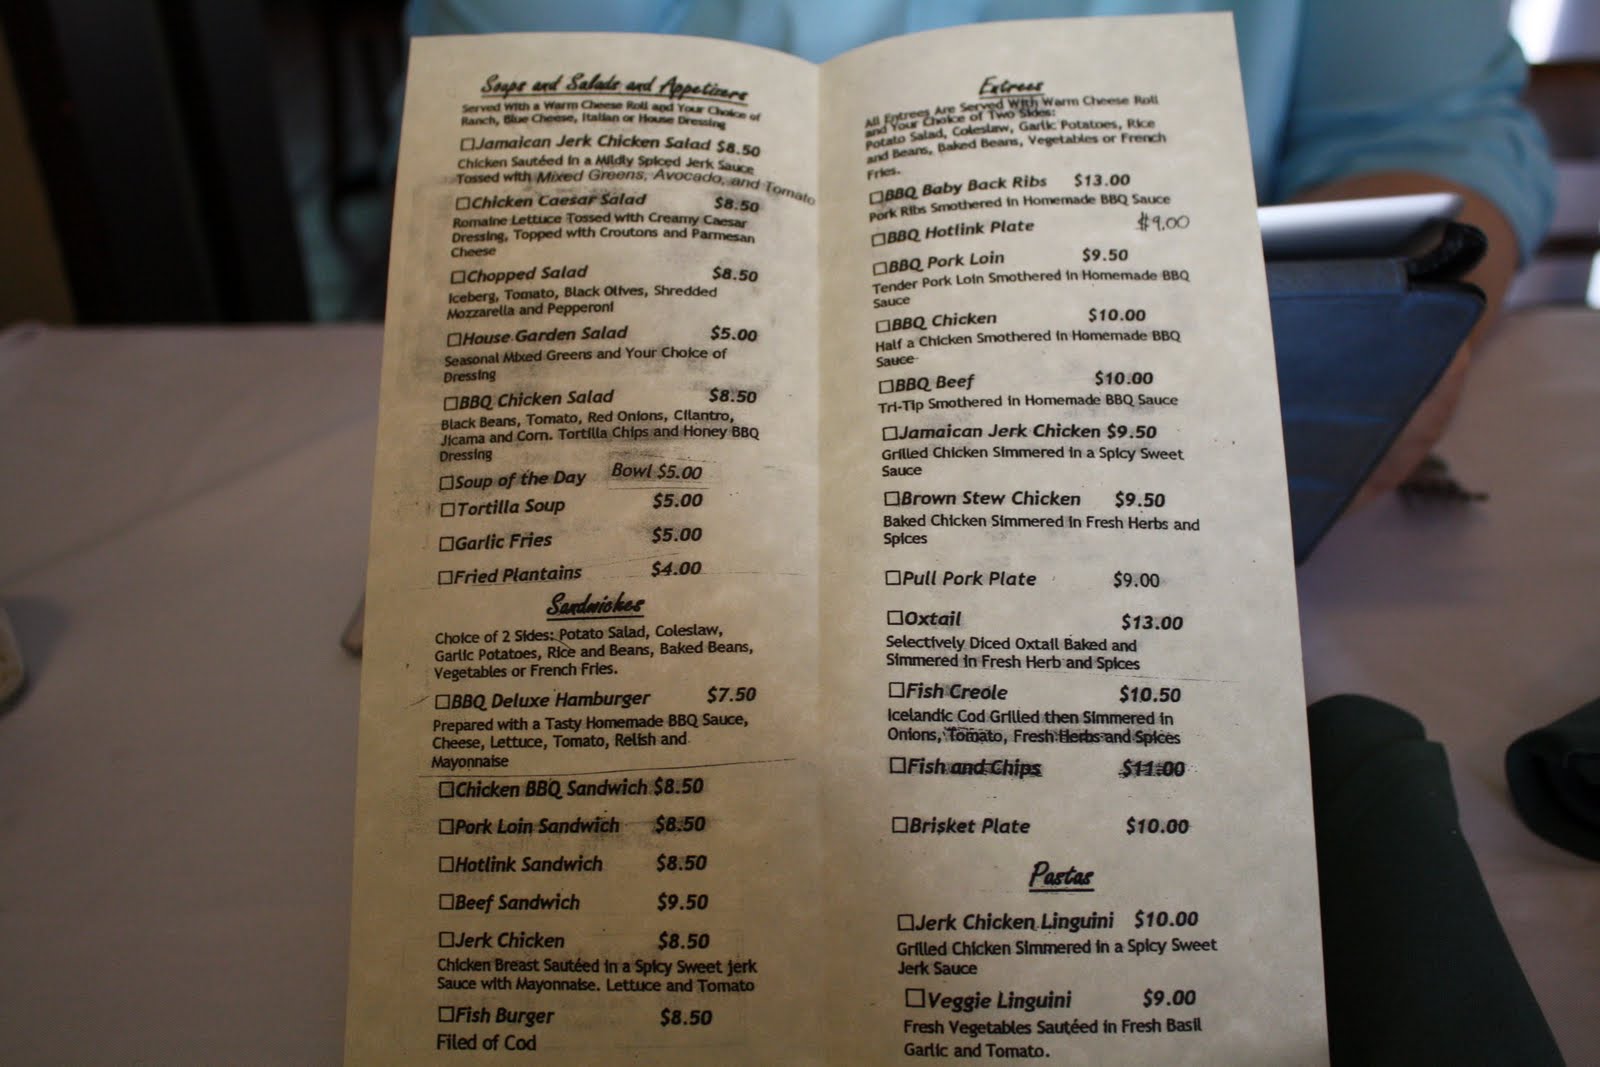 Soups and Salads and Appetizers
Served With a Warm Cheese Roll and Your Choice of
Ranch, Blue Cheese, Italian or House Dressing
☐Jamaican Jerk Chicken Salad $8.50
Chicken Sautéed in a Mildly Spiced Jerk Sauce
Tossed with Mixed Greens, Avocado, and Tomato
☐Chicken Caesar Salad $8.50
Romaine Lettuce Tossed with Creamy Caesar
Dressing, Topped with Croutons and Parmesan
Cheese
☐Chopped Salad $8.50
Iceberg, Tomato, Black Olives, Shredded
Mozzarella and Pepperoni
☐House Garden Salad $5.00
Seasonal Mixed Greens and Your Choice of
Dressing
☐BBQ Chicken Salad $8.50
Black Beans, Tomato, Red Onions, Cilantro,
Jicama and Corn. Tortilla Chips and Honey BBQ
Dressing
☐Soup of the Day Bowl $5.00
☐Tortilla Soup $5.00
☐Garlic Fries $5.00
☐Fried Plantains $4.00
Sandwiches
Choice of 2 Sides: Potato Salad, Coleslaw,
Garlic Potatoes, Rice and Beans, Baked Beans,
Vegetables or French Fries.
☐BBQ Deluxe Hamburger $7.50
Prepared with a Tasty Homemade BBQ Sauce,
Cheese, Lettuce, Tomato, Relish and
Mayonnaise
☐Chicken BBQ Sandwich $8.50
☐Pork Loin Sandwich $8.50
☐Hotlink Sandwich $8.50
☐Beef Sandwich $9.50
☐Jerk Chicken $8.50
Chicken Breast Sautéed in a Spicy Sweet jerk
Sauce with Mayonnaise. Lettuce and Tomato
☐Fish Burger $8.50
Filed of Cod
Entrees
All Entrees Are Served With Warm Cheese Roll
and Your Choice of Two Sides:
Potato Salad, Coleslaw, Garlic Potatoes, Rice
and Beans, Baked Beans, Vegetables or French
Fries.
☐BBQ Baby Back Ribs $13.00
Pork Ribs Smothered in Homemade BBQ Sauce
☐BBQ Hotlink Plate $9.00
☐BBQ Pork Loin $9.50
Tender Pork Loin Smothered in Homemade BBQ
Sauce
☐BBQ Chicken $10.00
Half a Chicken Smothered in Homemade BBQ
Sauce
☐BBQ Beef $10.00
Tri-Tip Smothered in Homemade BBQ Sauce
☐Jamaican Jerk Chicken $9.50
Grilled Chicken Simmered in a Spicy Sweet
Sauce
☐Brown Stew Chicken $9.50
Baked Chicken Simmered in Fresh Herbs and
Spices
☐Pull Pork Plate $9.00
☐Oxtail $13.00
Selectively Diced Oxtail Baked and
Simmered in Fresh Herb and Spices
☐Fish Creole $10.50
Icelandic Cod Grilled then Simmered in
Onions, Tomato, Fresh Herbs and Spices
☐Fish and Chips $11.00
☐Brisket Plate $10.00
Pastas
☐Jerk Chicken Linguini $10.00
Grilled Chicken Simmered in a Spicy Sweet
Jerk Sauce
☐Veggie Linguini $9.00
Fresh Vegetables Sautéed in Fresh Basil
Garlic and Tomato.